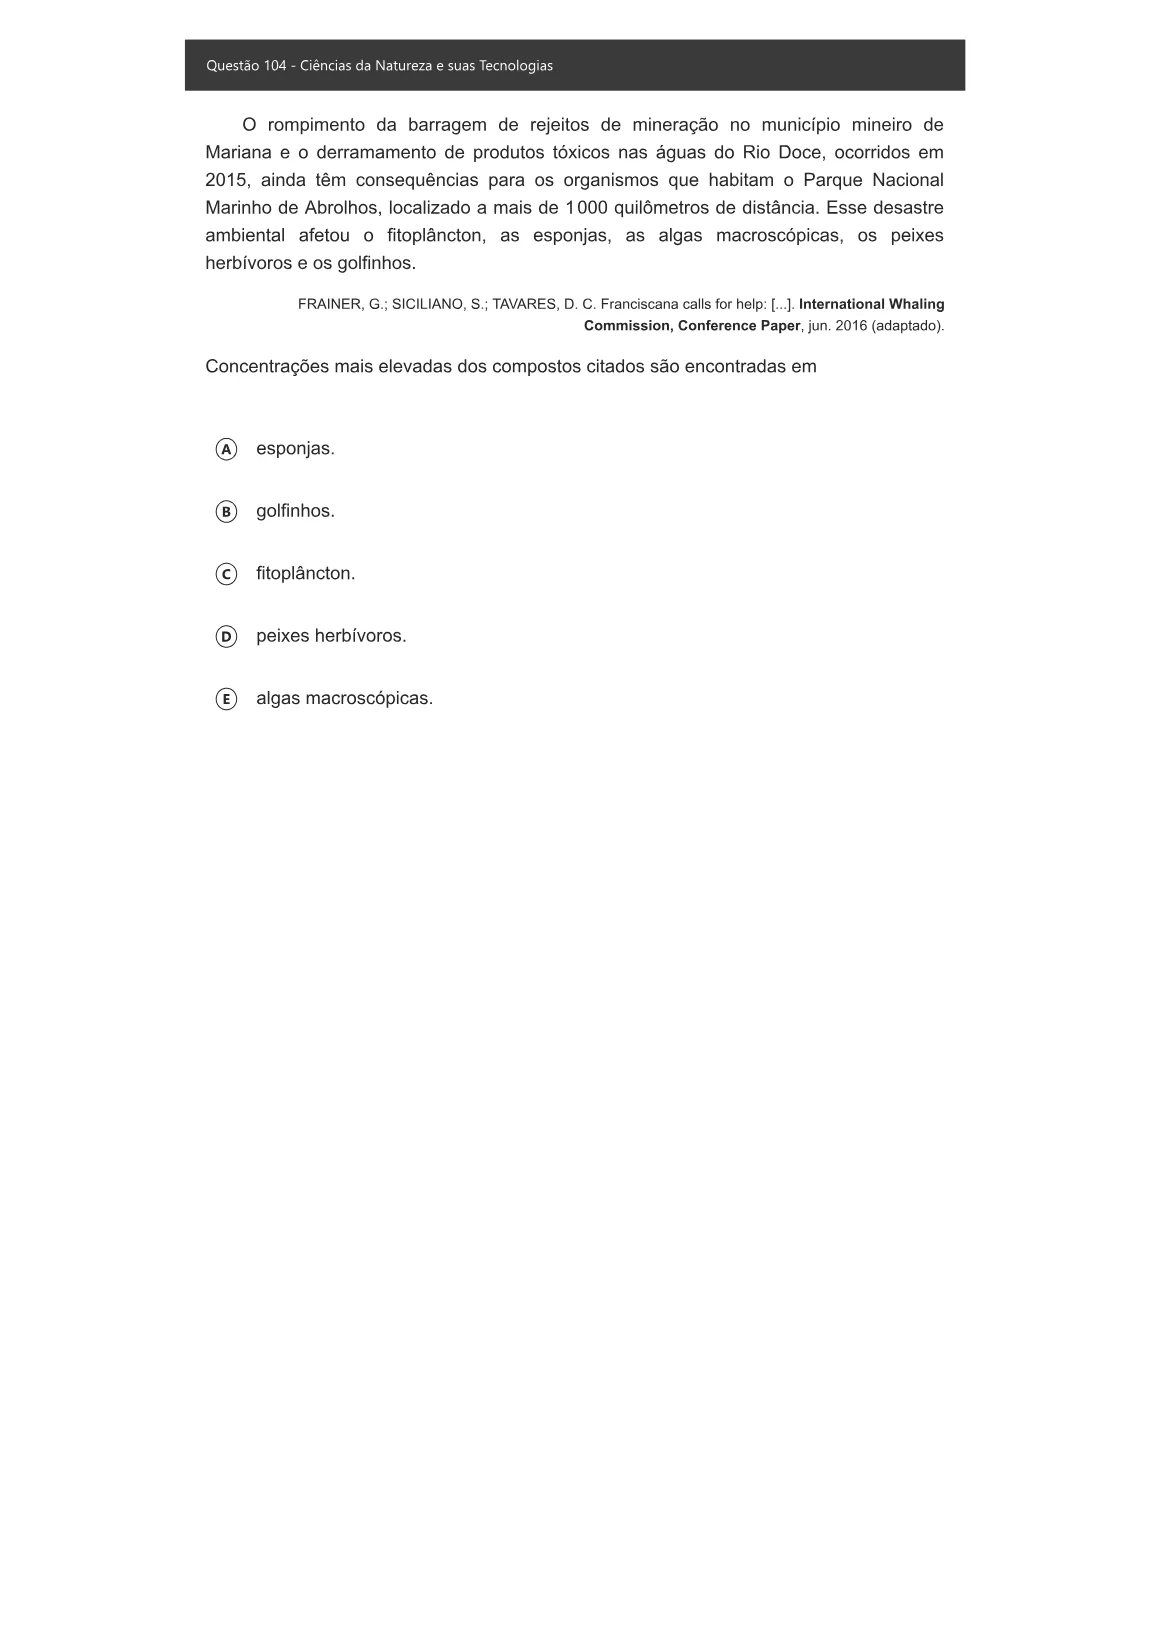 Questão 104 - Ciências da Natureza e suas Tecnologias
O rompimento da barragem de rejeitos de mineração no município mineiro de
Mariana e o derramamento de produtos tóxicos nas águas do Rio Doce, ocorridos em
2015, ainda têm consequências para os organismos que habitam o Parque Nacional
Marinho de Abrolhos, localizado a mais de 1 000 quilômetros de distância. Esse desastre
ambiental afetou o fitoplâncton, as esponjas, as algas macroscópicas, os peixes
herbívoros e os golfinhos.
FRAINER, G.; SICILIANO, S.; TAVARES, D. C. Franciscana calls for help: [...]. International Whaling
Commission, Conference Paper, jun. 2016 (adaptado).
Concentrações mais elevadas dos compostos citados são encontradas em
A esponjas.
B golfinhos.
C fitoplâncton.
D peixes herbívoros.
E algas macroscópicas.